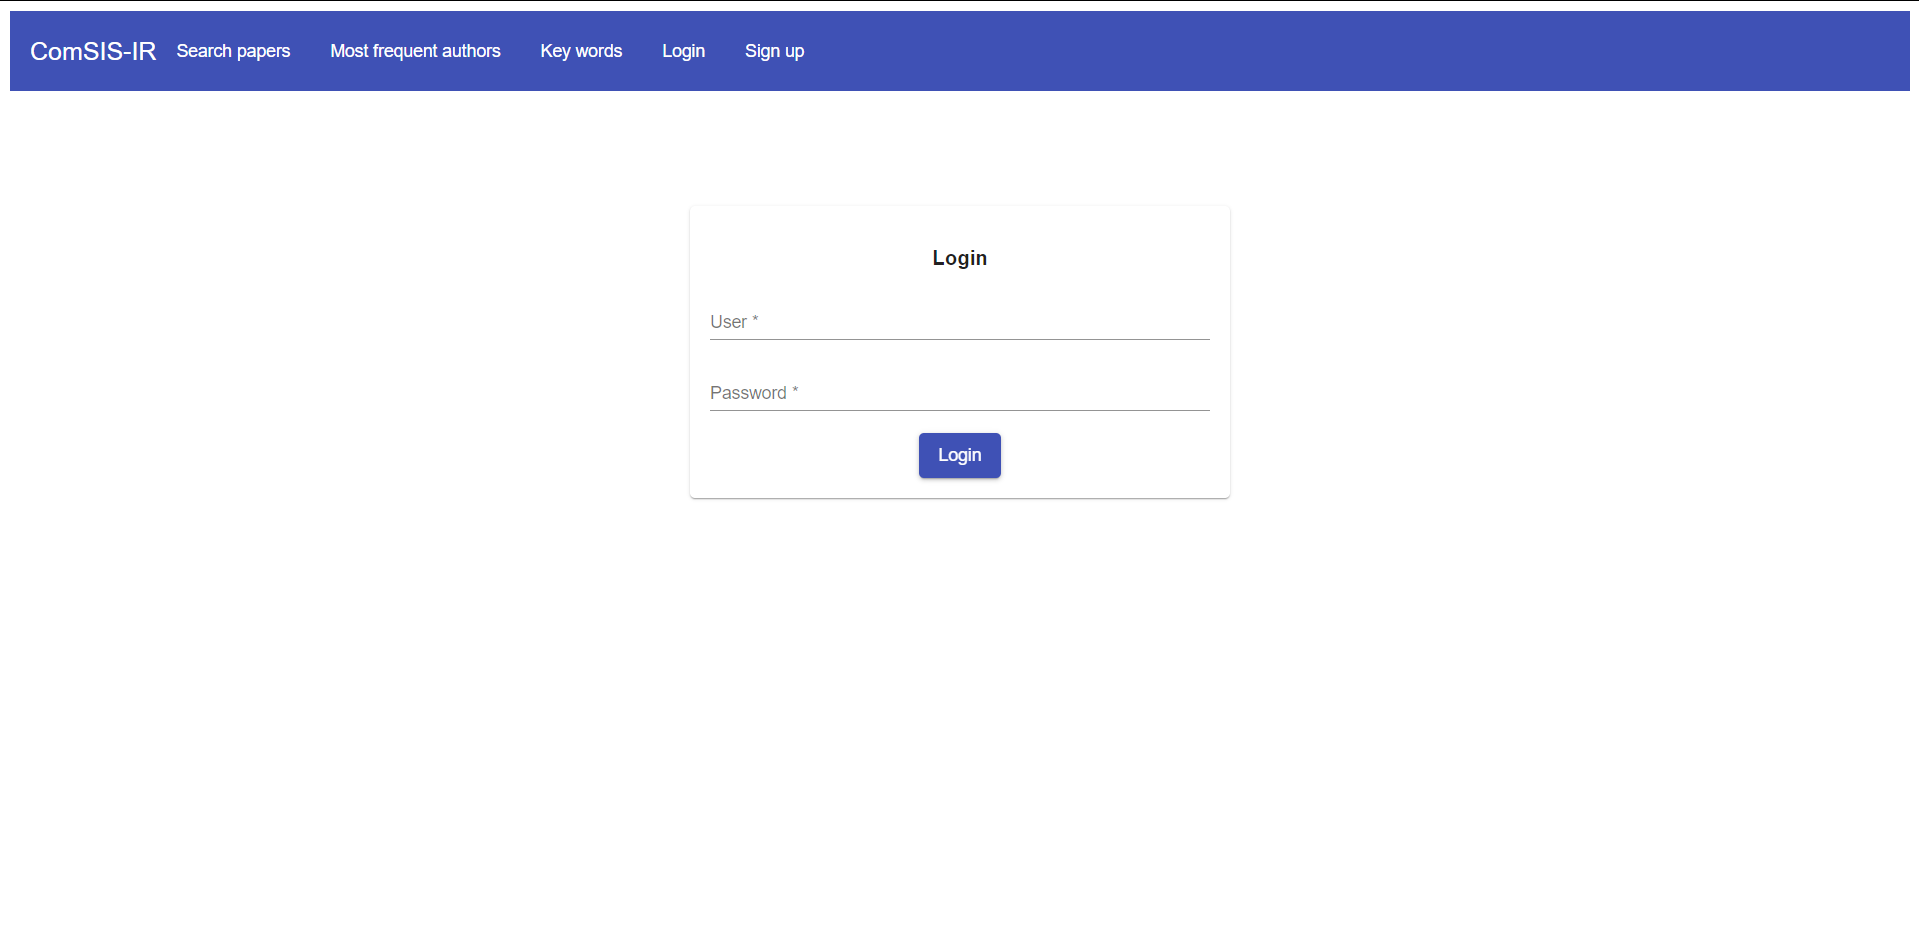 ComSIS-IR Search papers Most frequent authors Key words Login Sign up
Login
User *
Password *
Login